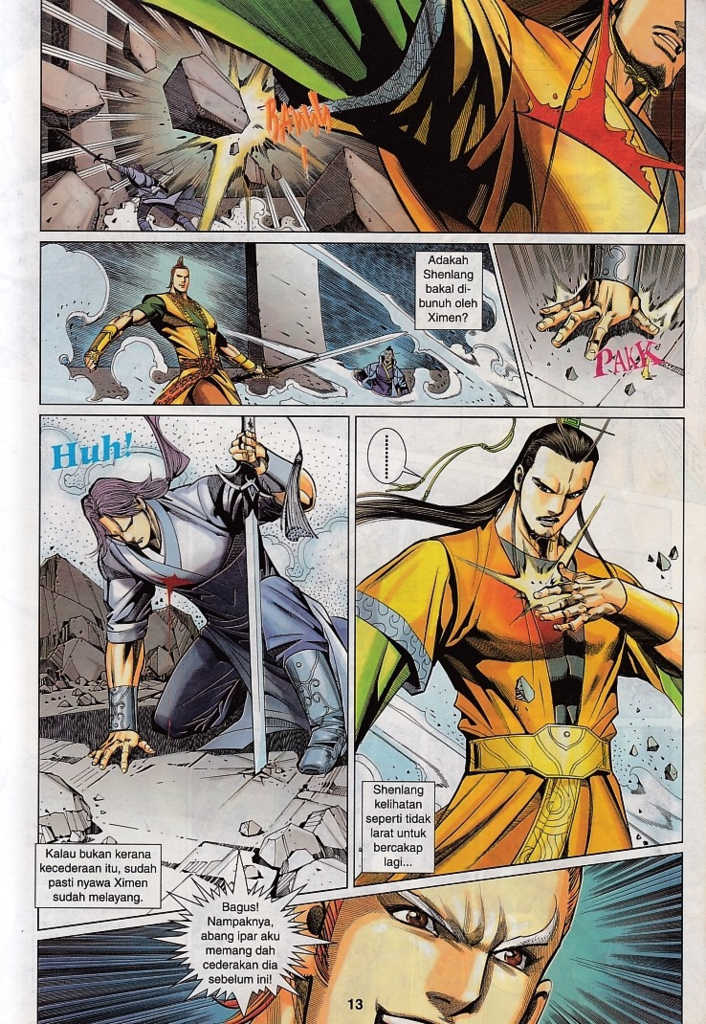 BAMM
!
Adakah
Shenlang
bakal di-
bunuh oleh
Ximen?
PAKK
!
Huh!
Shenlang
kelihatan
seperti tidak
larat untuk
bercakap
lagi...
Kalau bukan kerana
kecederaan itu, sudah
pasti nyawa Ximen
sudah melayang.
Bagus!
Nampaknya,
abang ipar aku
memang dah
cederakan dia
sebelum ini!
13